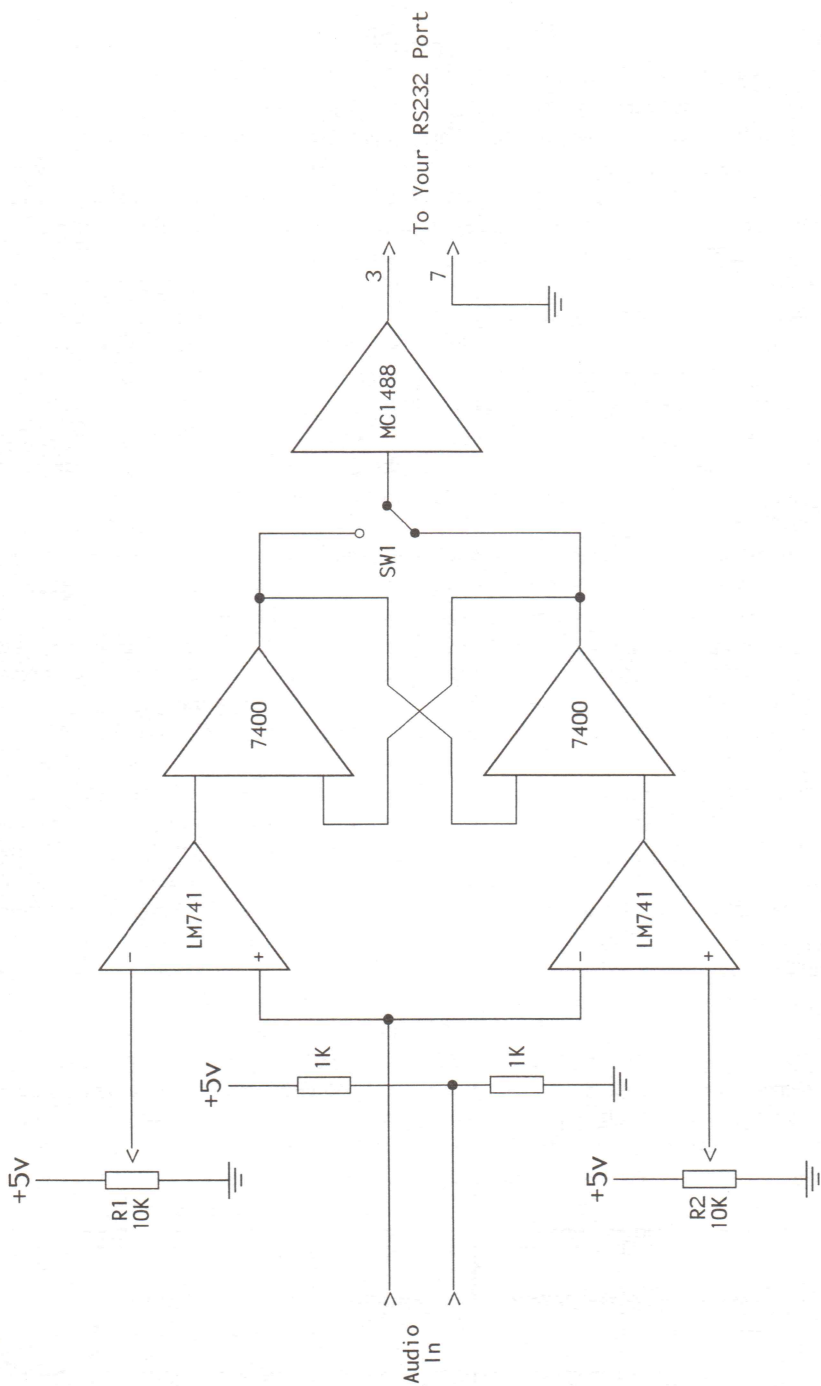 To Your RS232 Port
3
7
MC1488
SW1
7400
7400
LM741
-
+
LM741
-
+
+5v
1K
1K
+5v
R1
10K
+5v
R2
10K
Audio
In